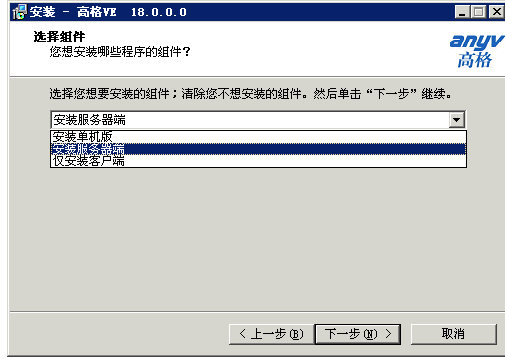 安装 - 高格VE 18.0.0.0
选择组件
您想安装哪些程序的组件？
anyv
高格
选择您想要安装的组件；清除您不想安装的组件。然后单击“下一步”继续。
安装服务器端
安装单机版
安装服务器端
仅安装客户端
< 上一步(B) 下一步(N) > 取消